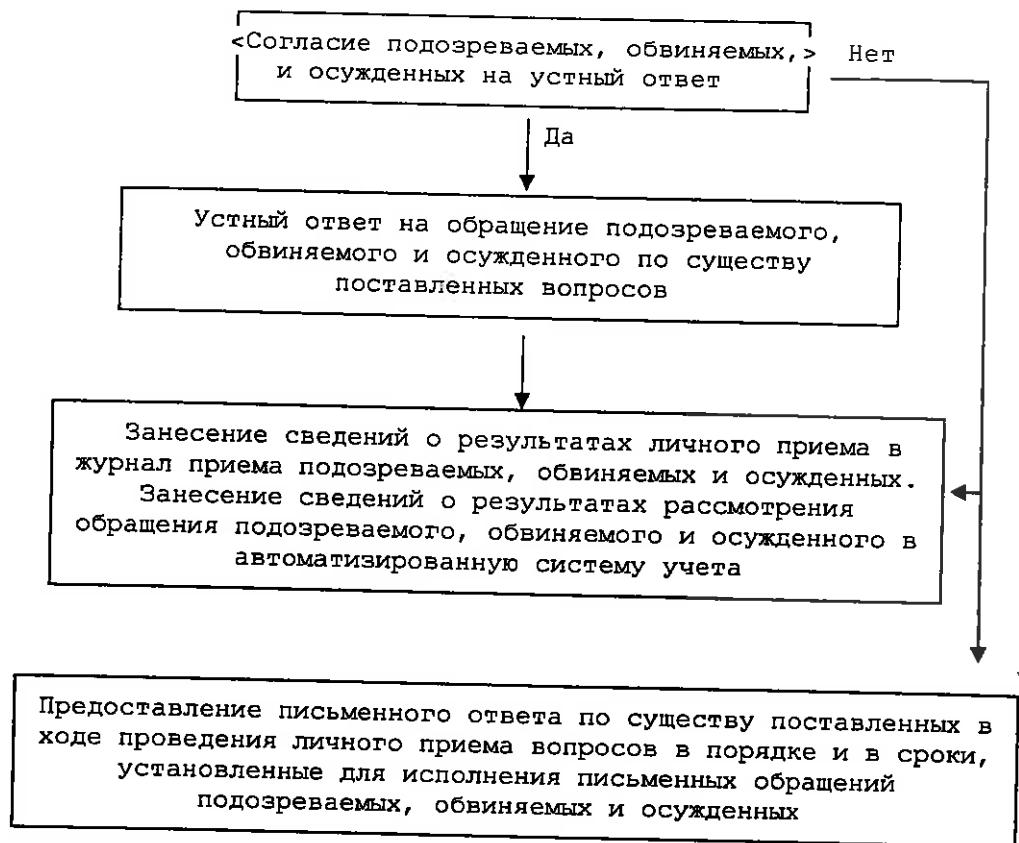 <Согласие подозреваемых, обвиняемых,> Нет
и осужденных на устный ответ
Да
Устный ответ на обращение подозреваемого,
обвиняемого и осужденного по существу
поставленных вопросов
Занесение сведений о результатах личного приема в
журнал приема подозреваемых, обвиняемых и осужденных.
Занесение сведений о результатах рассмотрения
обращения подозреваемого, обвиняемого и осужденного в
автоматизированную систему учета
Предоставление письменного ответа по существу поставленных в
ходе проведения личного приема вопросов в порядке и в сроки,
установленные для исполнения письменных обращений
подозреваемых, обвиняемых и осужденных